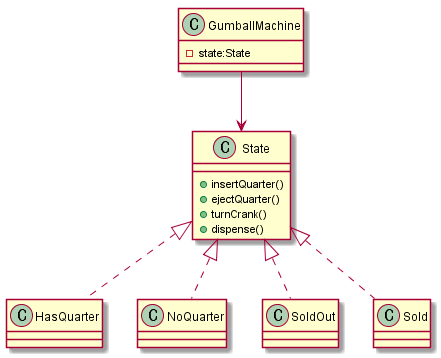 C GumballMachine
state:State
C State
insertQuarter()
ejectQuarter()
turnCrank()
dispense()
C HasQuarter
C NoQuarter
C SoldOut
C Sold